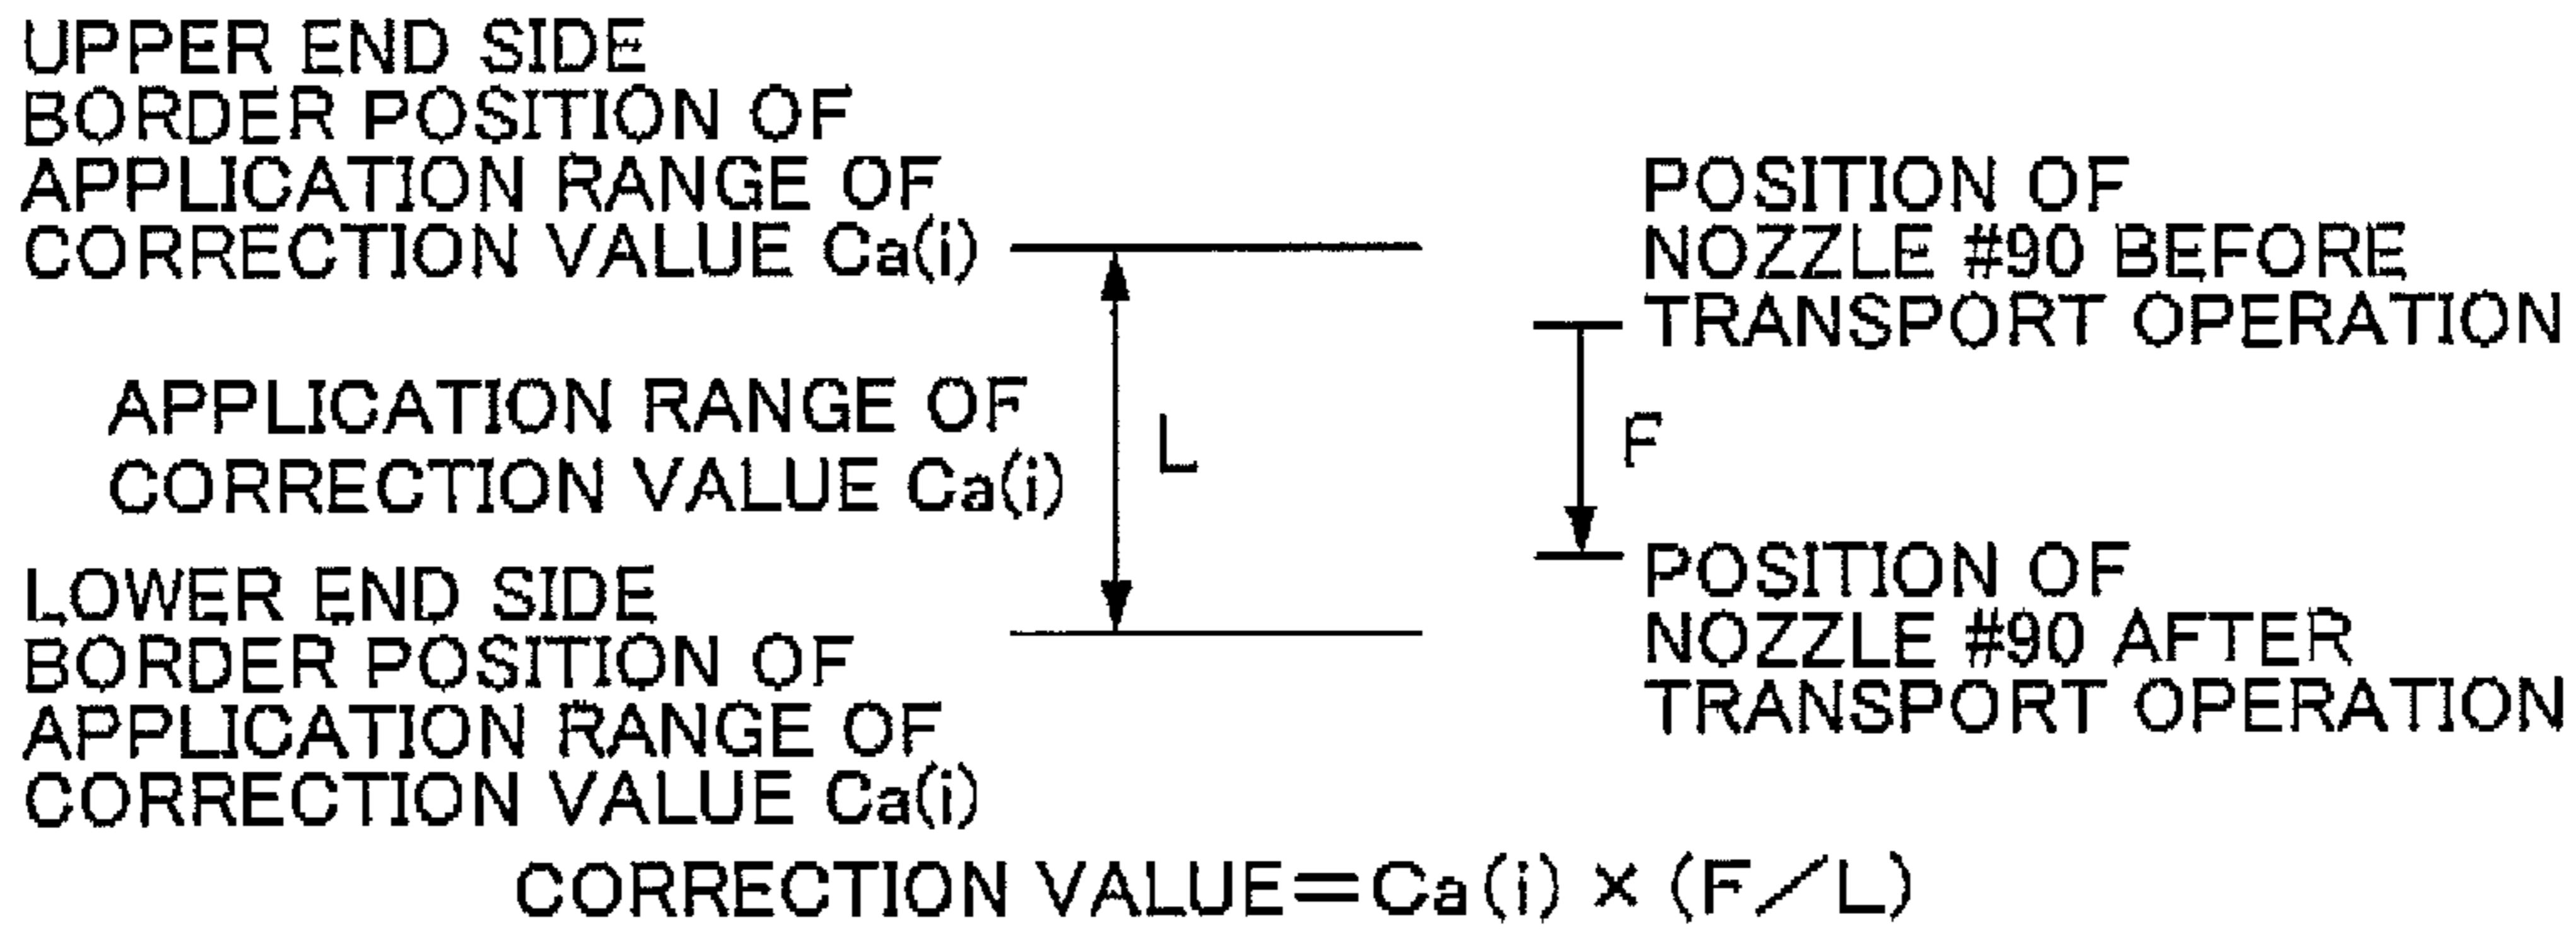 UPPER END SIDE
BORDER POSITION OF
APPLICATION RANGE OF
CORRECTION VALUE Ca(i)
APPLICATION RANGE OF
CORRECTION VALUE Ca(i)
LOWER END SIDE
BORDER POSITION OF
APPLICATION RANGE OF
CORRECTION VALUE Ca(i)
L
POSITION OF
NOZZLE #90 BEFORE
TRANSPORT OPERATION
F
POSITION OF
NOZZLE #90 AFTER
TRANSPORT OPERATION
CORRECTION VALUE=Ca(i) × (F/L)